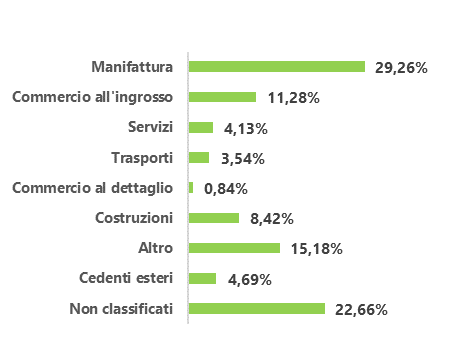 Manifattura 29,26%
Commercio all'ingrosso 11,28%
Servizi 4,13%
Trasporti 3,54%
Commercio al dettaglio 0,84%
Costruzioni 8,42%
Altro 15,18%
Cedenti esteri 4,69%
Non classificati 22,66%